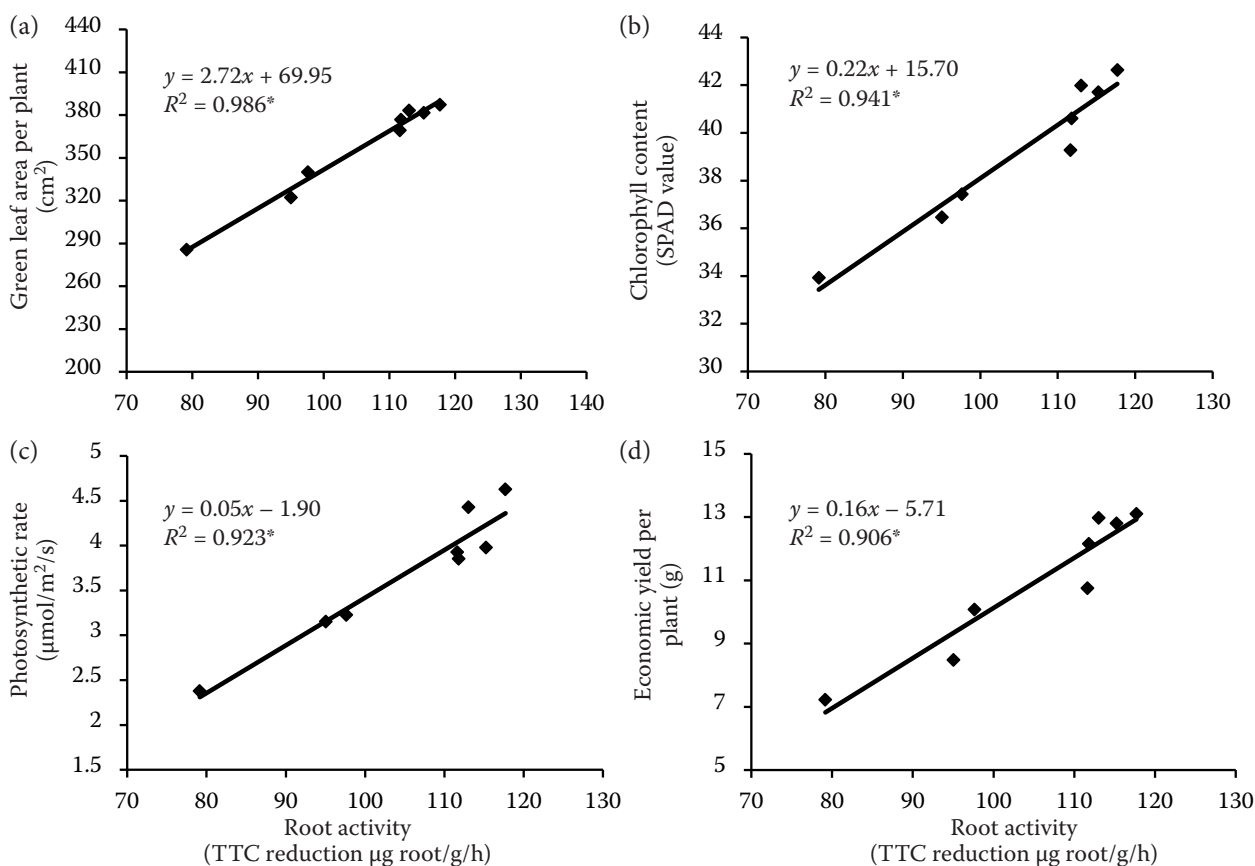 (a)
440
410
380
350
320
290
260
230
200
Green leaf area per plant
(cm²)
y = 2.72x + 69.95
R² = 0.986*
70 80 90 100 110 120 130 140
(b)
44
42
40
38
36
34
32
30
Chlorophyll content
(SPAD value)
y = 0.22x + 15.70
R² = 0.941*
70 80 90 100 110 120 130
(c)
5
4.5
4
3.5
3
2.5
2
1.5
Photosynthetic rate
(μmol/m²/s)
y = 0.05x – 1.90
R² = 0.923*
70 80 90 100 110 120 130
Root activity
(TTC reduction μg root/g/h)
(d)
15
13
11
9
7
5
Economic yield per
plant (g)
y = 0.16x – 5.71
R² = 0.906*
70 80 90 100 110 120 130
Root activity
(TTC reduction μg root/g/h)